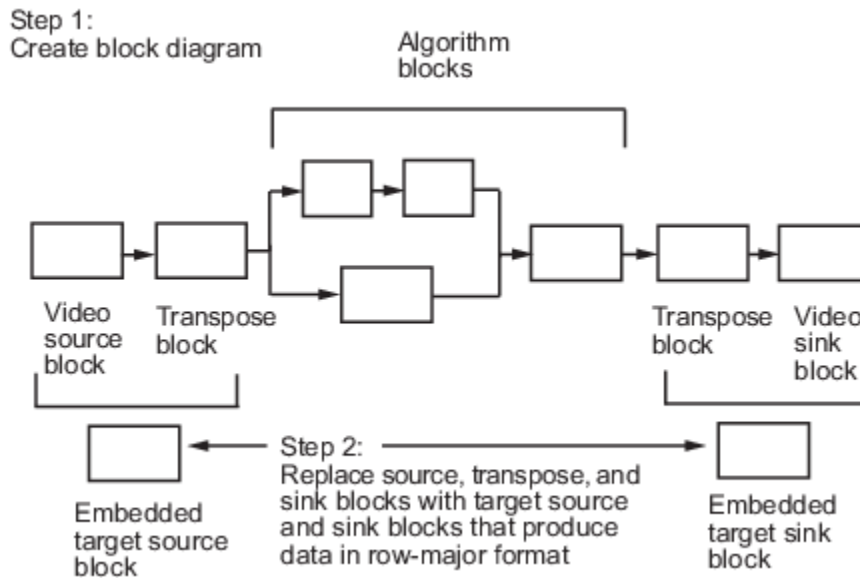 Step 1:
Create block diagram
Algorithm
blocks
Video
source
block
Transpose
block
Transpose
block
Video
sink
block
Step 2:
Replace source, transpose, and
sink blocks with target source
and sink blocks that produce
data in row-major format
Embedded
target source
block
Embedded
target sink
block